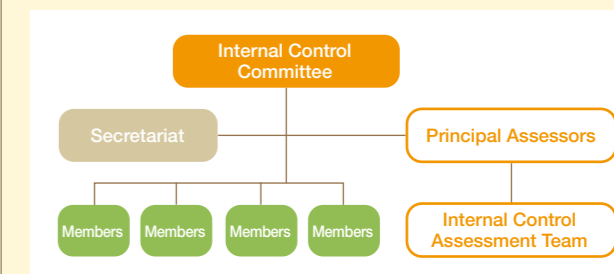 Internal Control
Committee
Secretariat
Principal Assessors
Members
Members
Members
Members
Internal Control
Assessment Team